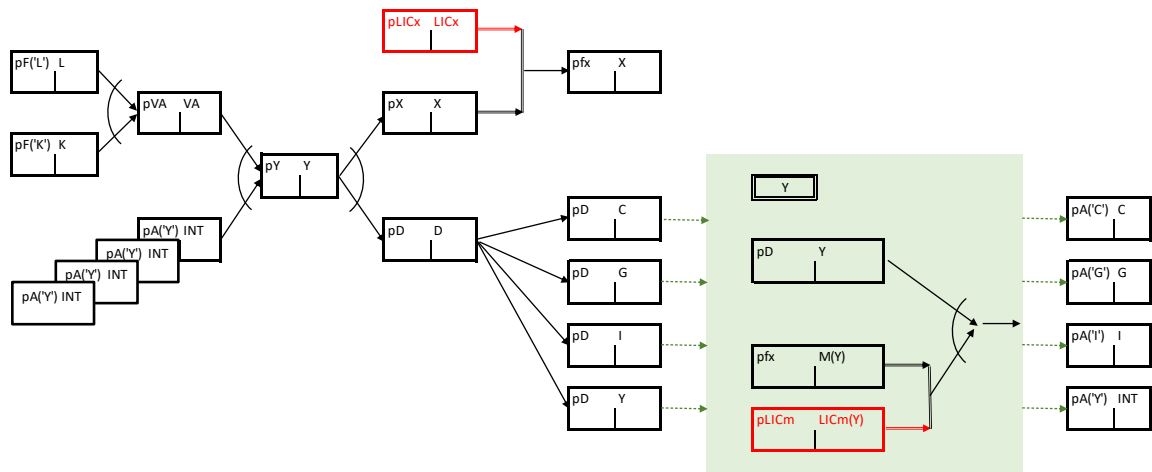 pLICx LICx
pF('L') L
pfx X
pVA VA
pX X
pF('K') K
pY Y
Y
pA('Y') INT
pA('Y') INT
pA('Y') INT
pA('Y') INT
pD D
pD C
pA('C') C
pD Y
pD G
pA('G') G
pD I
pA('I') I
pfx M(Y)
pD Y
pA('Y') INT
pLICm LICm(Y)